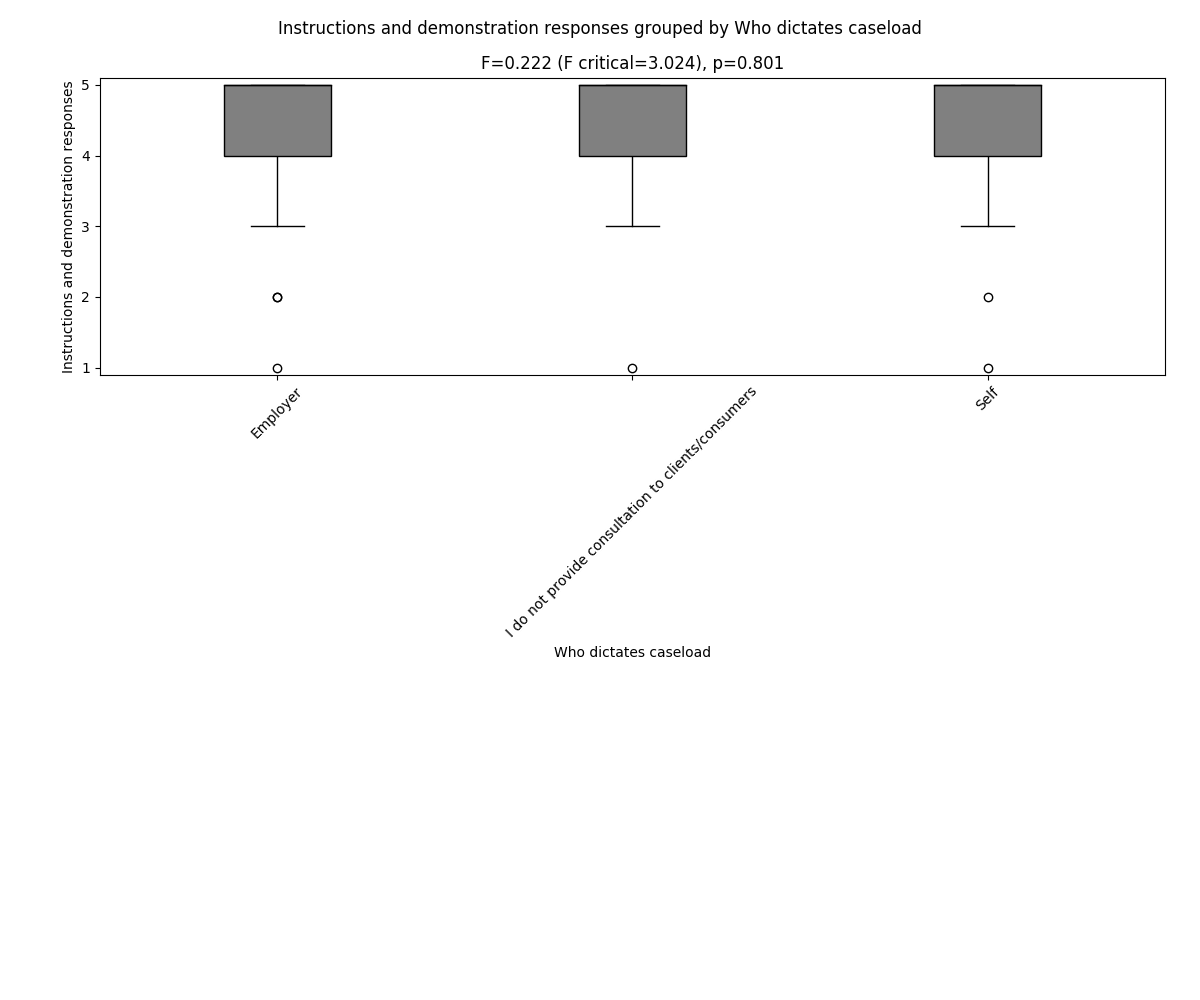 Instructions and demonstration responses grouped by Who dictates caseload
F=0.222 (F critical=3.024), p=0.801
Instructions and demonstration responses
5
4
3
2
1
Employer
I do not provide consultation to clients/consumers
Self
Who dictates caseload